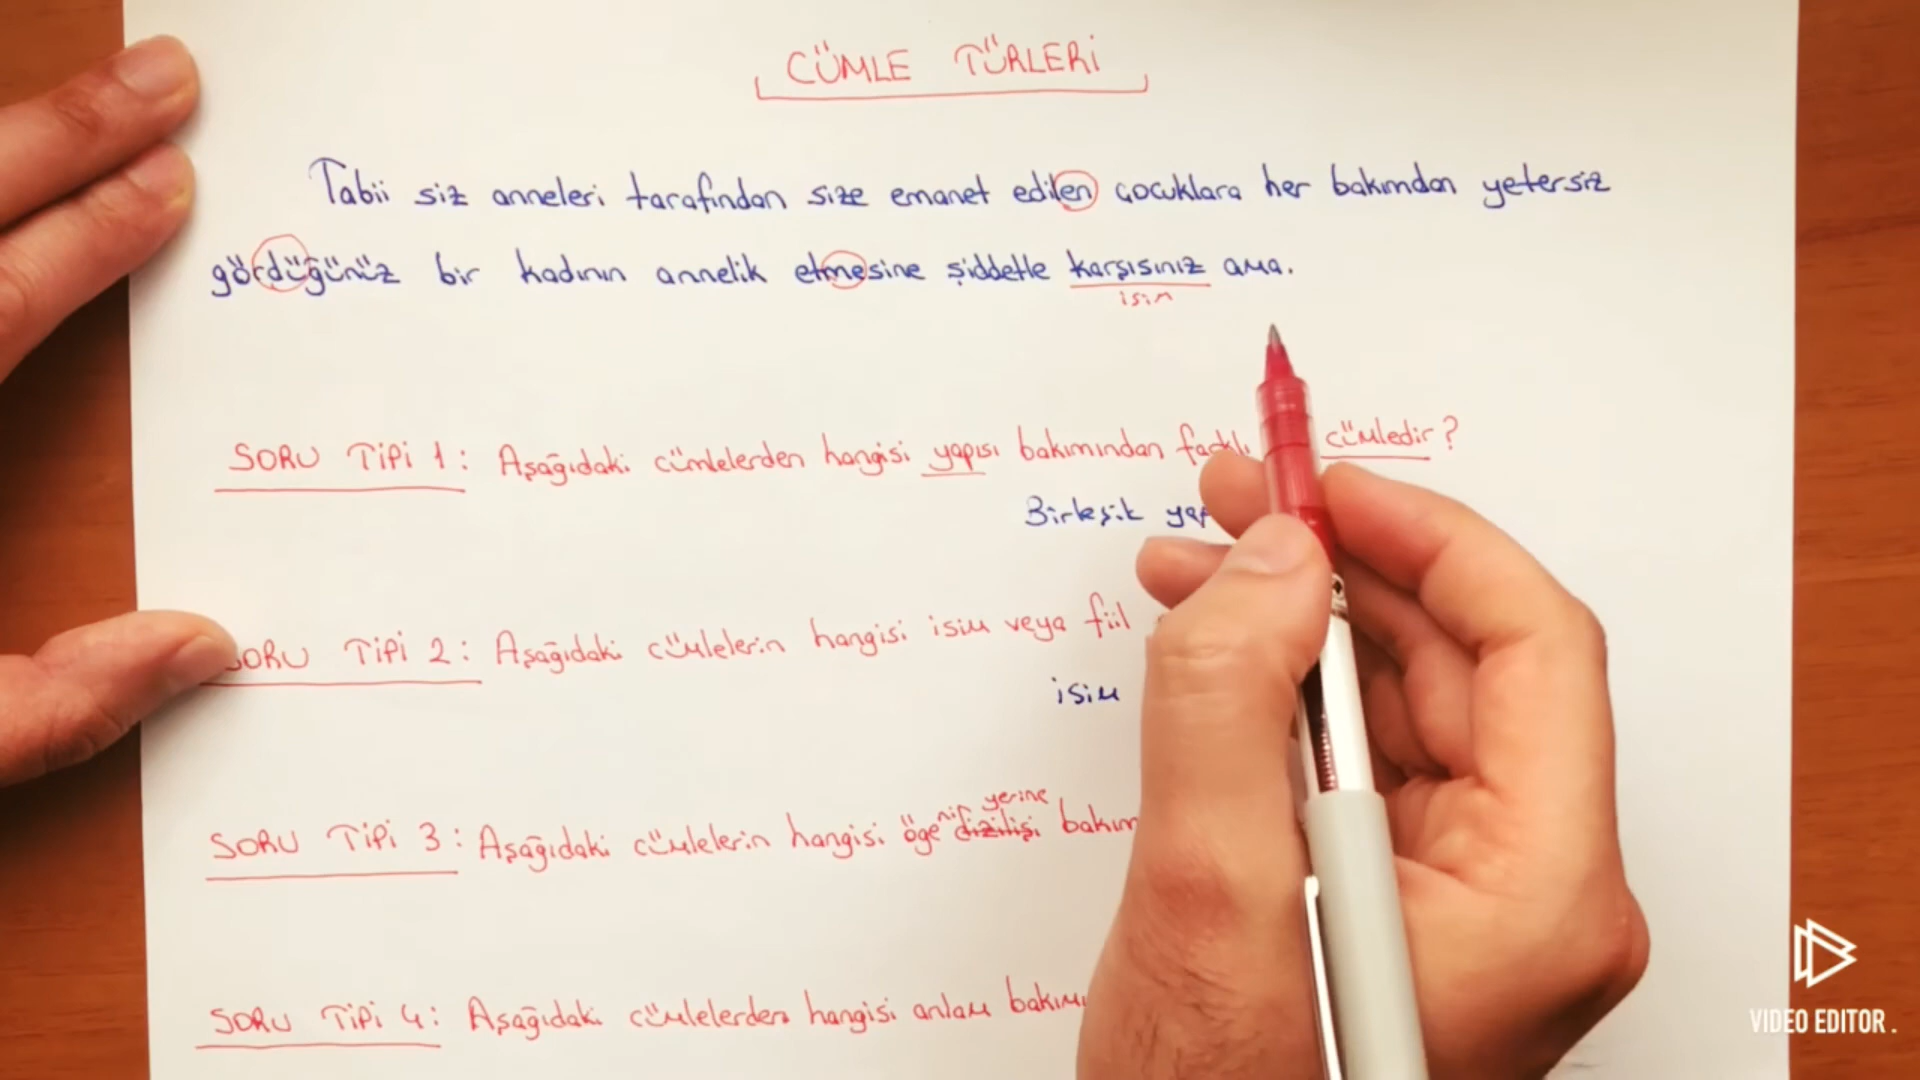 CÜMLE TÜRLERİ
Tabii siz anneleri tarafından size emanet edilen çocuklara her bakımdan yetersiz
gördüğünüz bir kadının annelik etmesine şiddetle karşısınız ama.
isim
SORU TİPİ 1: Aşağıdaki cümlelerden hangisi yapısı bakımından farklı cümledir?
Birleşik
SORU TİPİ 2: Aşağıdaki cümlelerin hangisi isim veya fiil
isim
yerine
SORU TİPİ 3: Aşağıdaki cümlelerin hangisi öge dizilişi
SORU TİPİ 4: Aşağıdaki cümlelerden hangisi anlam
VIDEO EDITOR.